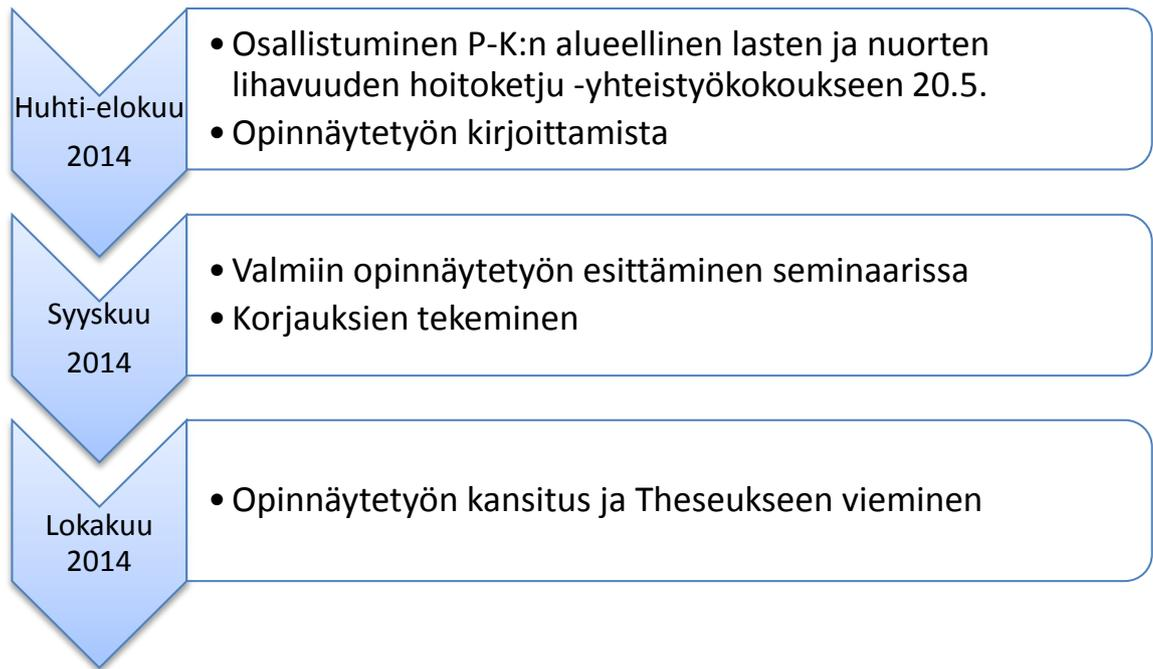 Huhti-elokuu
2014
• Osallistuminen P-K:n alueellinen lasten ja nuorten
lihavuuden hoitoketju -yhteistyökokoukseen 20.5.
• Opinnäytetyön kirjoittamista
Syyskuu
2014
• Valmiin opinnäytetyön esittäminen seminaarissa
• Korjauksien tekeminen
Lokakuu
2014
• Opinnäytetyön kansitus ja Theseukseen vieminen